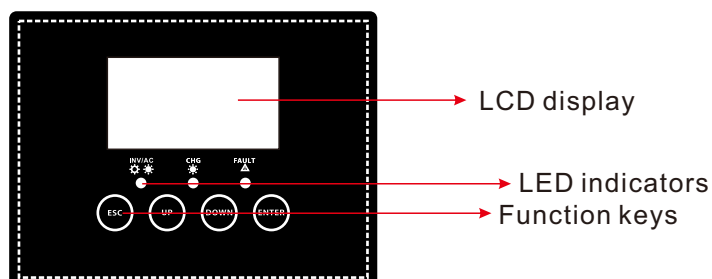 LCD display
INV/AC CHG FAULT
LED indicators
ESC UP DOWN ENTER
Function keys